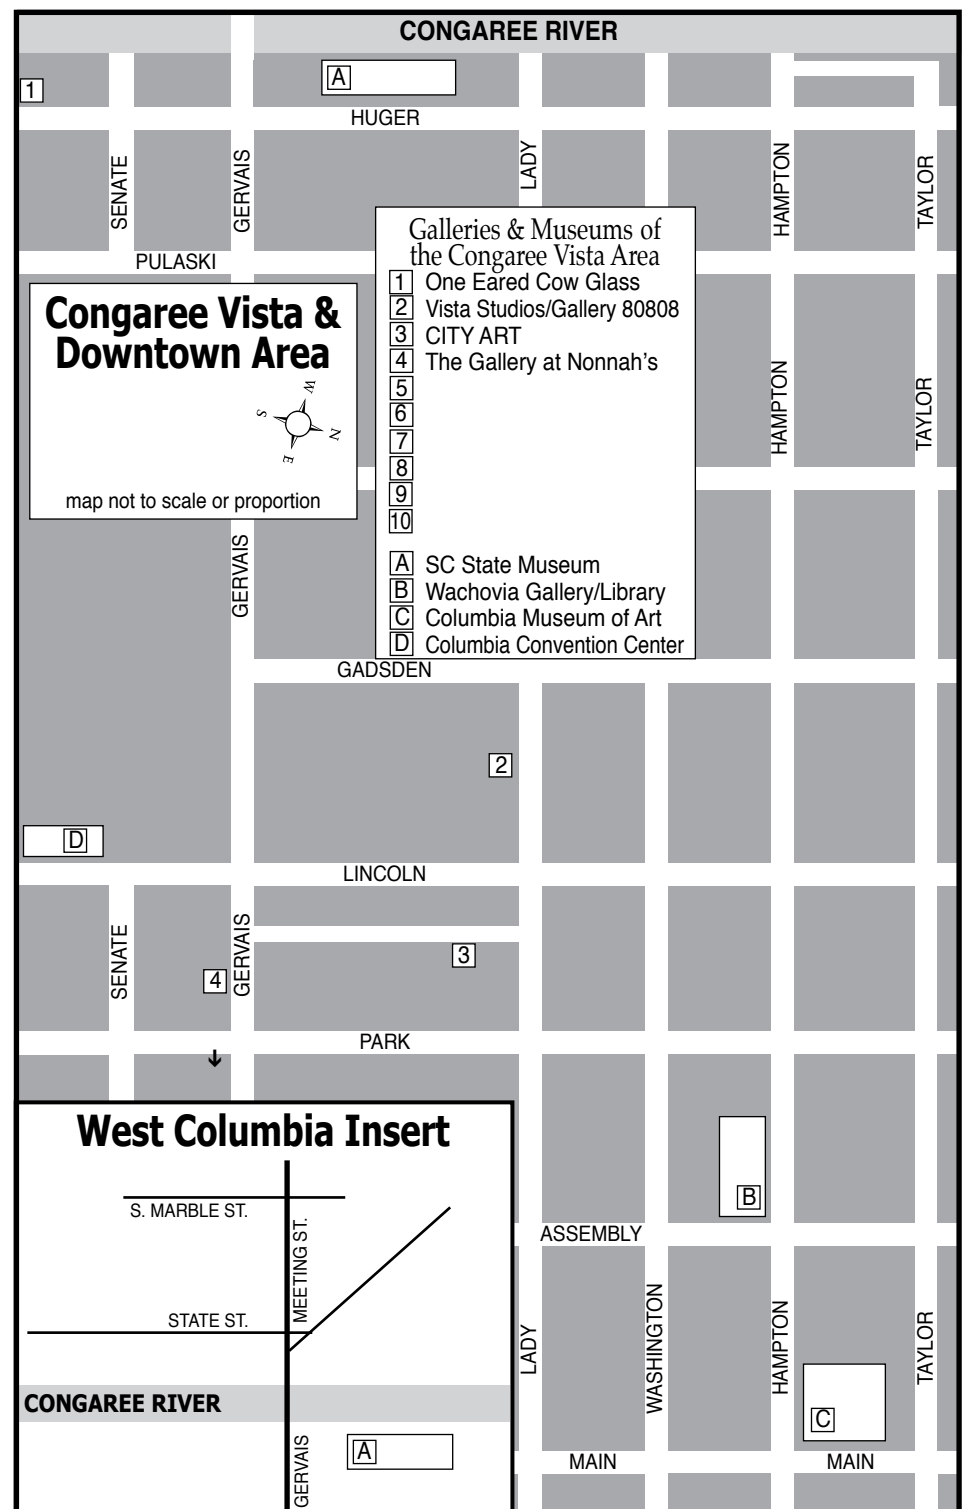 CONGAREE RIVER
1
A
HUGER
SENATE
GERVAIS
LADY
HAMPTON
TAYLOR
PULASKI
Galleries & Museums of
the Congaree Vista Area
1 One Eared Cow Glass
2 Vista Studios/Gallery 80808
3 CITY ART
4 The Gallery at Nonnah's
5
6
7
8
9
10
A SC State Museum
B Wachovia Gallery/Library
C Columbia Museum of Art
D Columbia Convention Center
Congaree Vista &
Downtown Area
W
S
N
E
map not to scale or proportion
HAMPTON
TAYLOR
GERVAIS
GADSDEN
2
D
LINCOLN
SENATE
GERVAIS
3
4
PARK
West Columbia Insert
S. MARBLE ST.
MEETING ST.
STATE ST.
CONGAREE RIVER
A
GERVAIS
B
ASSEMBLY
LADY
WASHINGTON
HAMPTON
TAYLOR
C
MAIN
MAIN